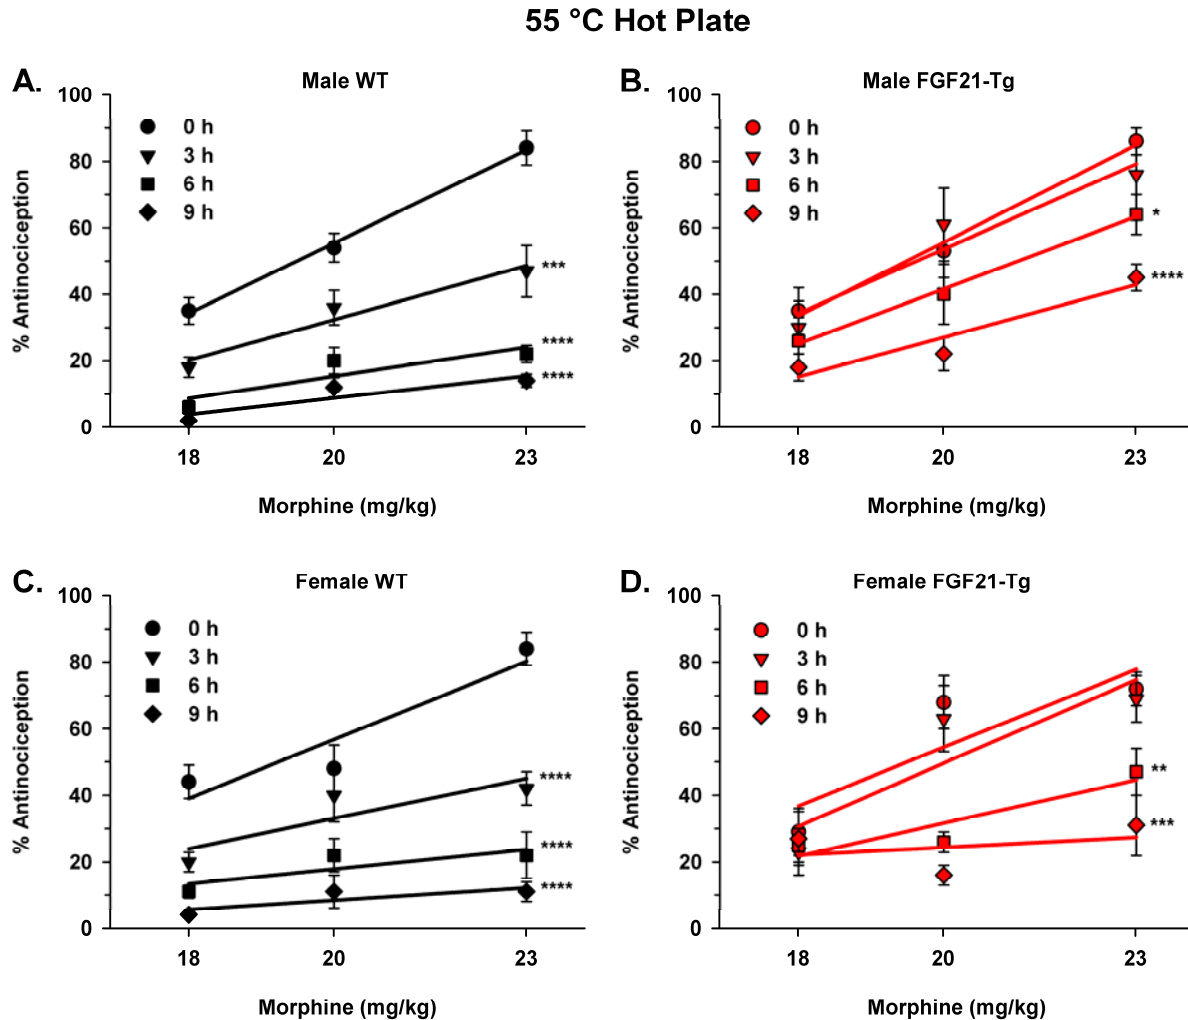 55 °C Hot Plate
A.
Male WT
% Antinociception
100
80
60
40
20
0
0 h
3 h
6 h
9 h
***
****
****
18 20 23
Morphine (mg/kg)
B.
Male FGF21-Tg
% Antinociception
100
80
60
40
20
0
0 h
3 h
6 h
9 h
*
****
18 20 23
Morphine (mg/kg)
C.
Female WT
% Antinociception
100
80
60
40
20
0
0 h
3 h
6 h
9 h
****
****
****
18 20 23
Morphine (mg/kg)
D.
Female FGF21-Tg
% Antinociception
100
80
60
40
20
0
0 h
3 h
6 h
9 h
**
***
18 20 23
Morphine (mg/kg)